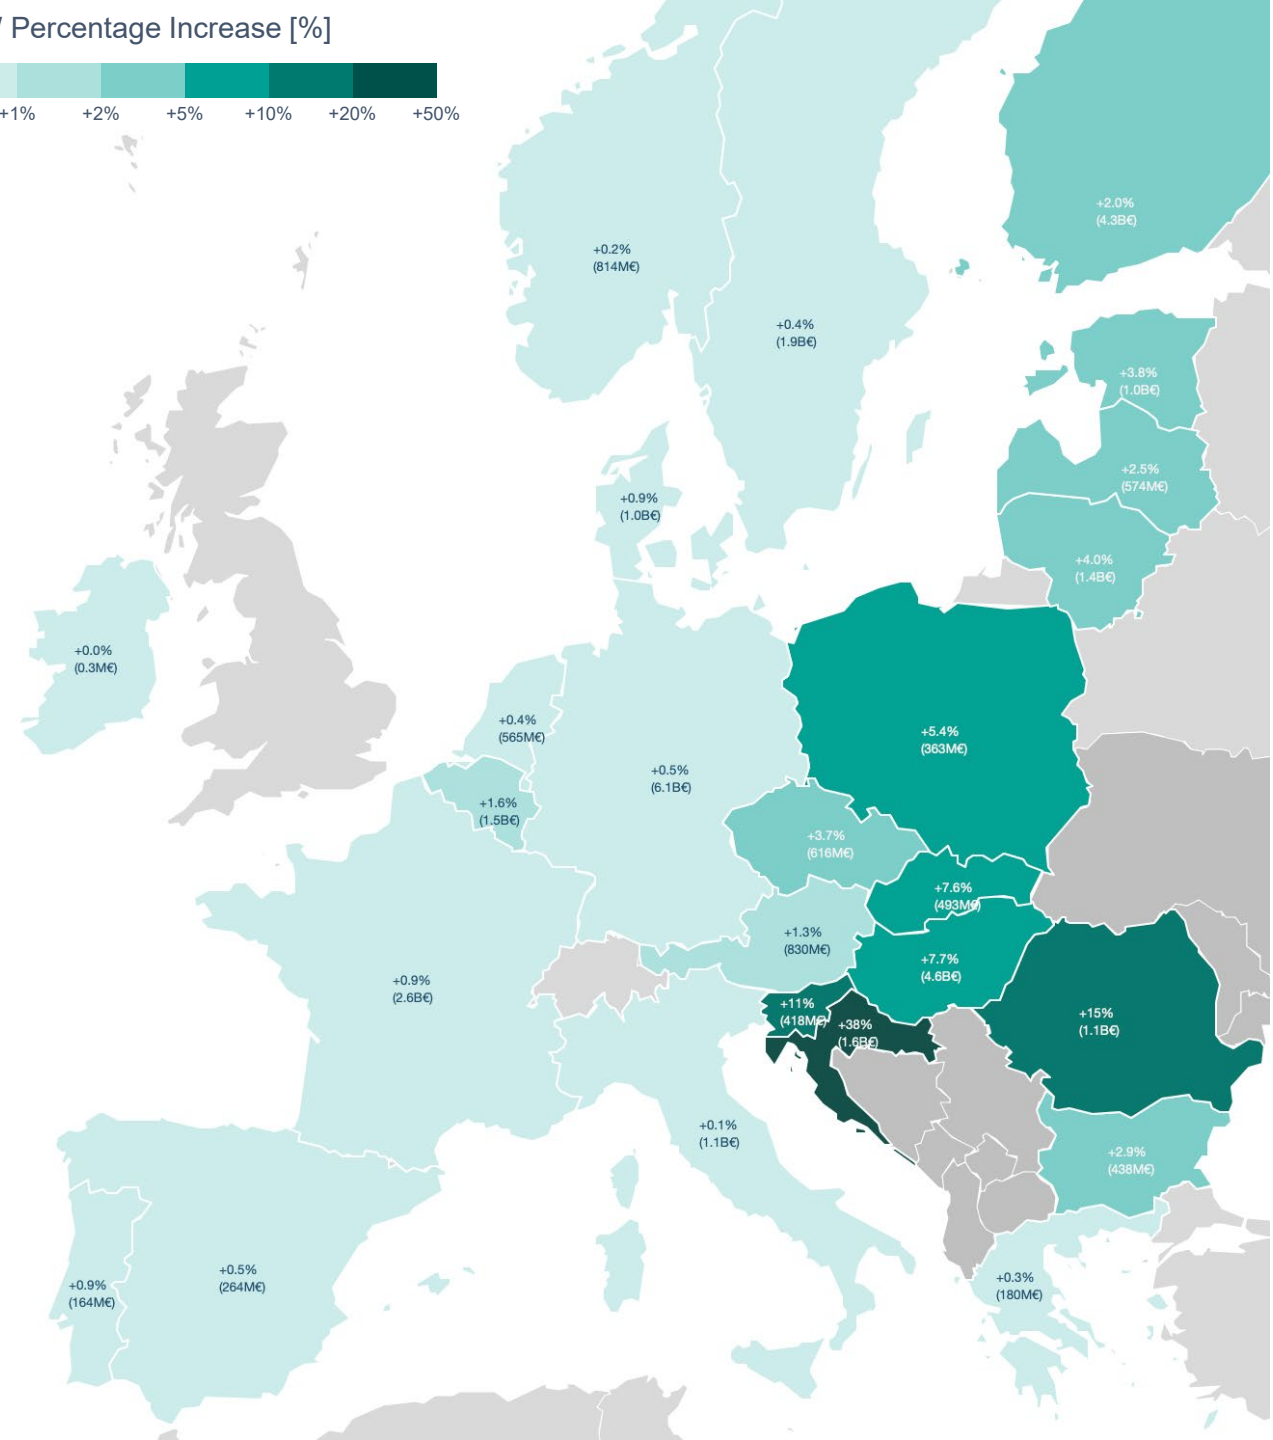 / Percentage Increase [%]
+1% +2% +5% +10% +20% +50%
+2.0%
(4.3B€)
+0.2%
(814M€)
+0.4%
(1.9B€)
+3.8%
(1.0B€)
+2.5%
(574M€)
+0.9%
(1.0B€)
+4.0%
(1.4B€)
+0.0%
(0.3M€)
+0.4%
(565M€)
+5.4%
(363M€)
+0.5%
(6.1B€)
+1.6%
(1.5B€)
+3.7%
(616M€)
+7.6%
(493M€)
+1.3%
(830M€)
+7.7%
(4.6B€)
+0.9%
(2.6B€)
+11%
(418M€)
+38%
(1.6B€)
+15%
(1.1B€)
+0.1%
(1.1B€)
+2.9%
(438M€)
+0.5%
(264M€)
+0.9%
(164M€)
+0.3%
(180M€)